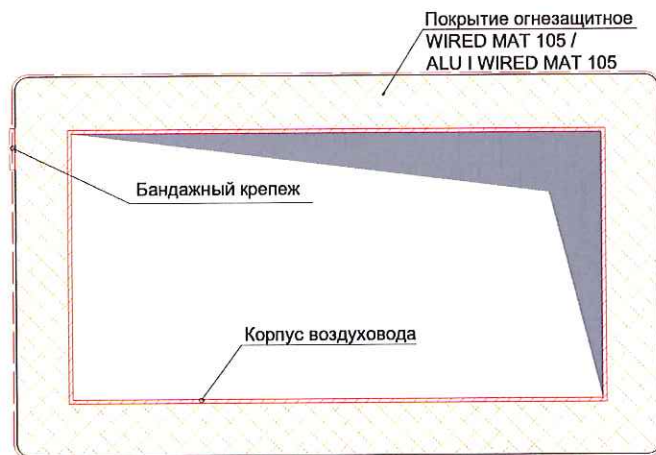 Покрытие огнезащитное
WIRED MAT 105 /
ALU I WIRED MAT 105
Бандажный крепеж
Корпус воздуховода